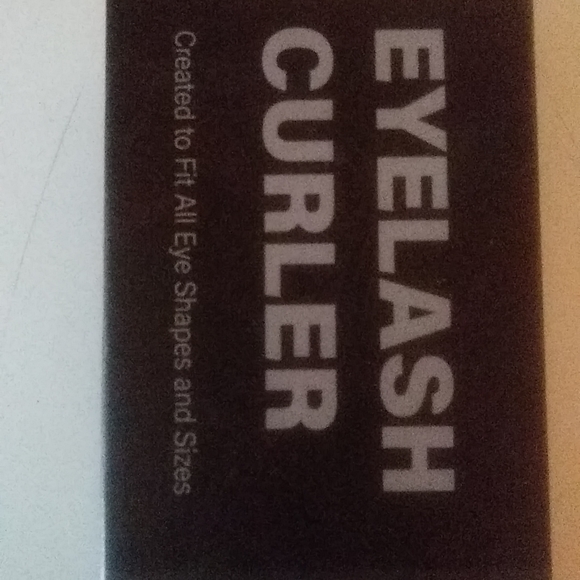 EYELASH
CURLER
Created to Fit All Eye Shapes and Sizes